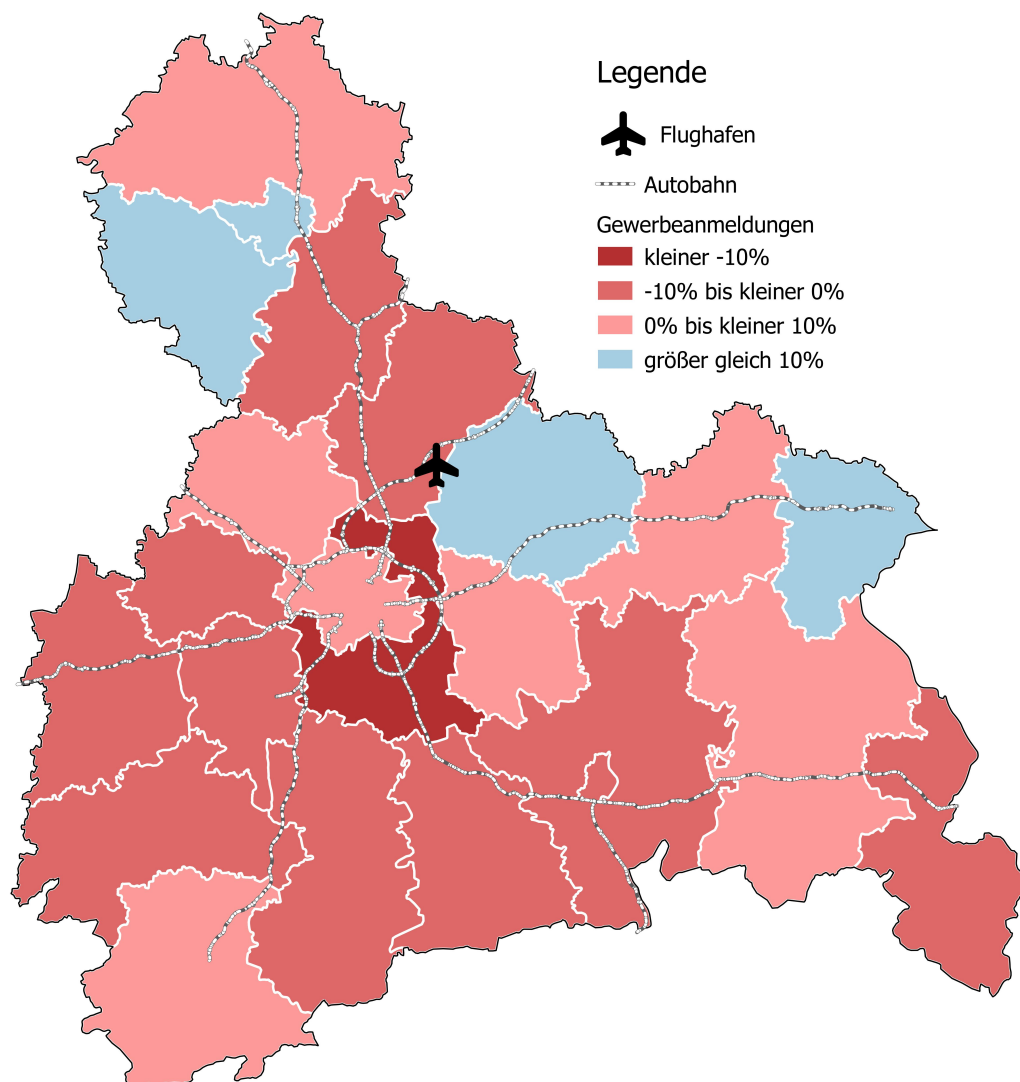 Legende
Flughafen
Autobahn
Gewerbeanmeldungen
kleiner -10%
-10% bis kleiner 0%
0% bis kleiner 10%
größer gleich 10%